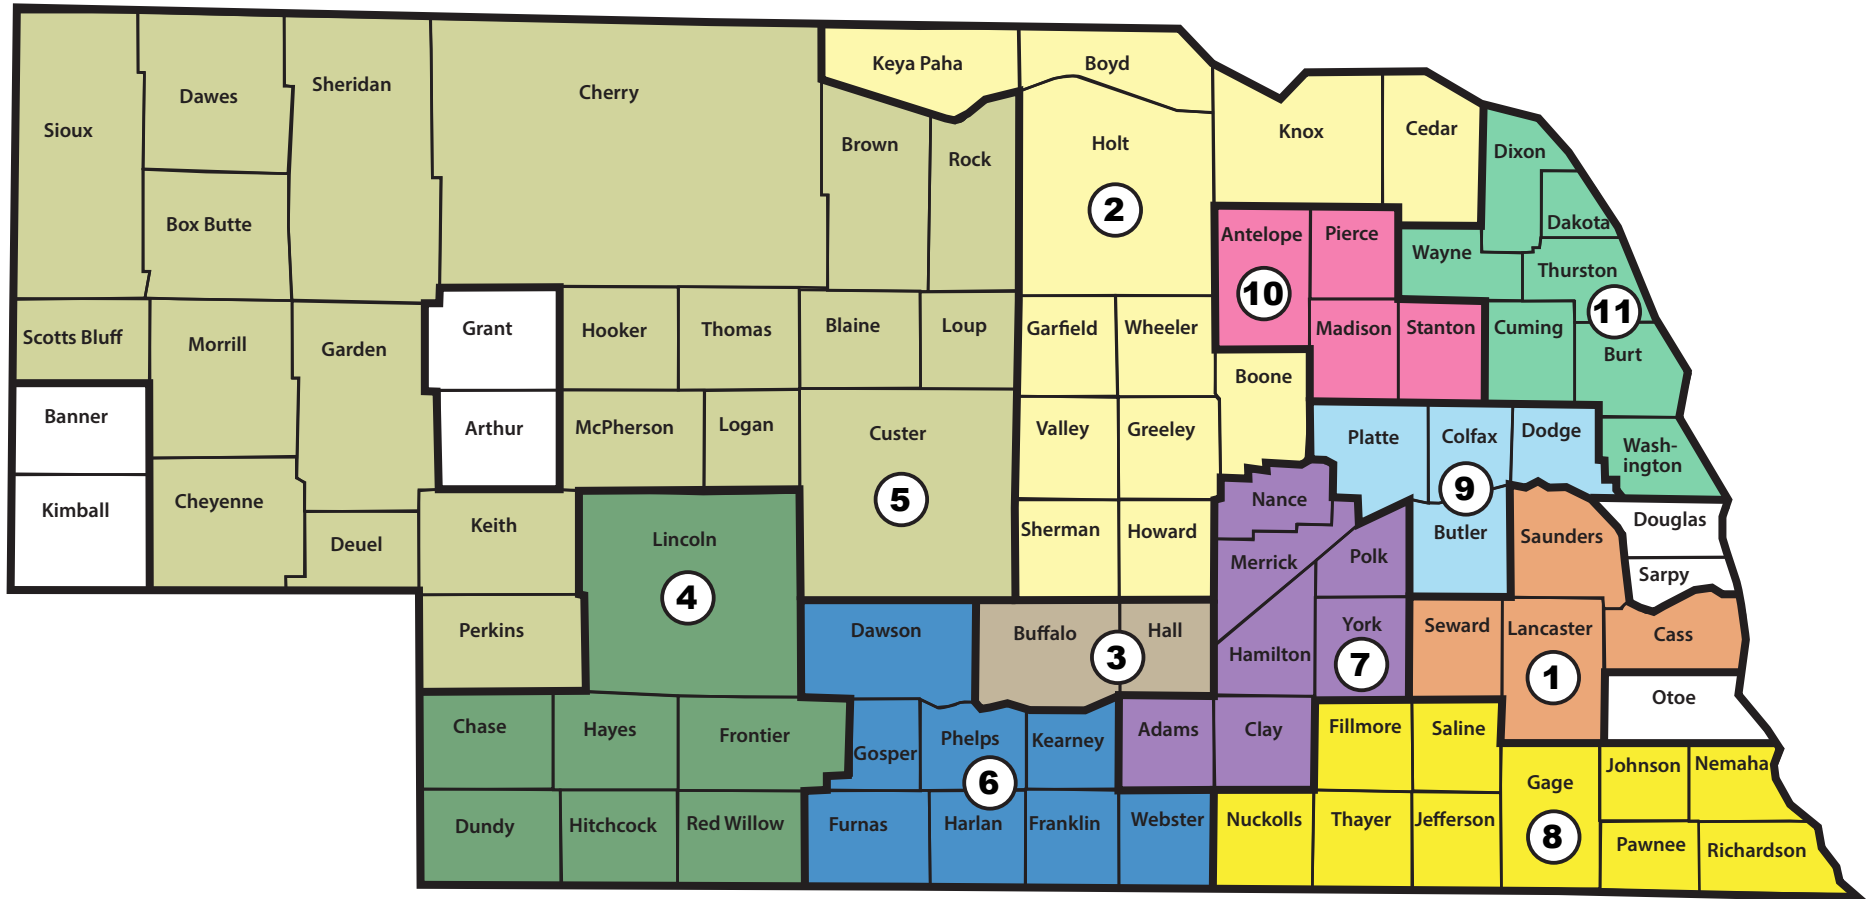 Keya Paha
Boyd
Sheridan
Cherry
Dawes
Sioux
Knox
Cedar
Brown
Rock
Holt
Dixon
2
Box Butte
Dakota
Antelope
Pierce
Wayne
Thurston
10
11
Scotts Bluff
Morrill
Garden
Grant
Hooker
Thomas
Blaine
Loup
Garfield
Wheeler
Madison
Stanton
Cuming
Burt
Boone
Banner
Arthur
McPherson
Logan
Custer
Valley
Greeley
Platte
Colfax
Dodge
Wash-
ington
Kimball
Cheyenne
5
9
Nance
Keith
Deuel
Lincoln
Sherman
Howard
Butler
Saunders
Douglas
Merrick
Polk
Sarpy
4
Perkins
Dawson
Buffalo
Hall
3
Hamilton
York
7
Seward
Lancaster
Cass
1
Otoe
Chase
Hayes
Frontier
Gosper
Phelps
Kearney
Adams
Clay
Fillmore
Saline
6
Gage
Johnson
Nemaha
Dundy
Hitchcock
Red Willow
Furnas
Harlan
Franklin
Webster
Nuckolls
Thayer
Jefferson
8
Pawnee
Richardson